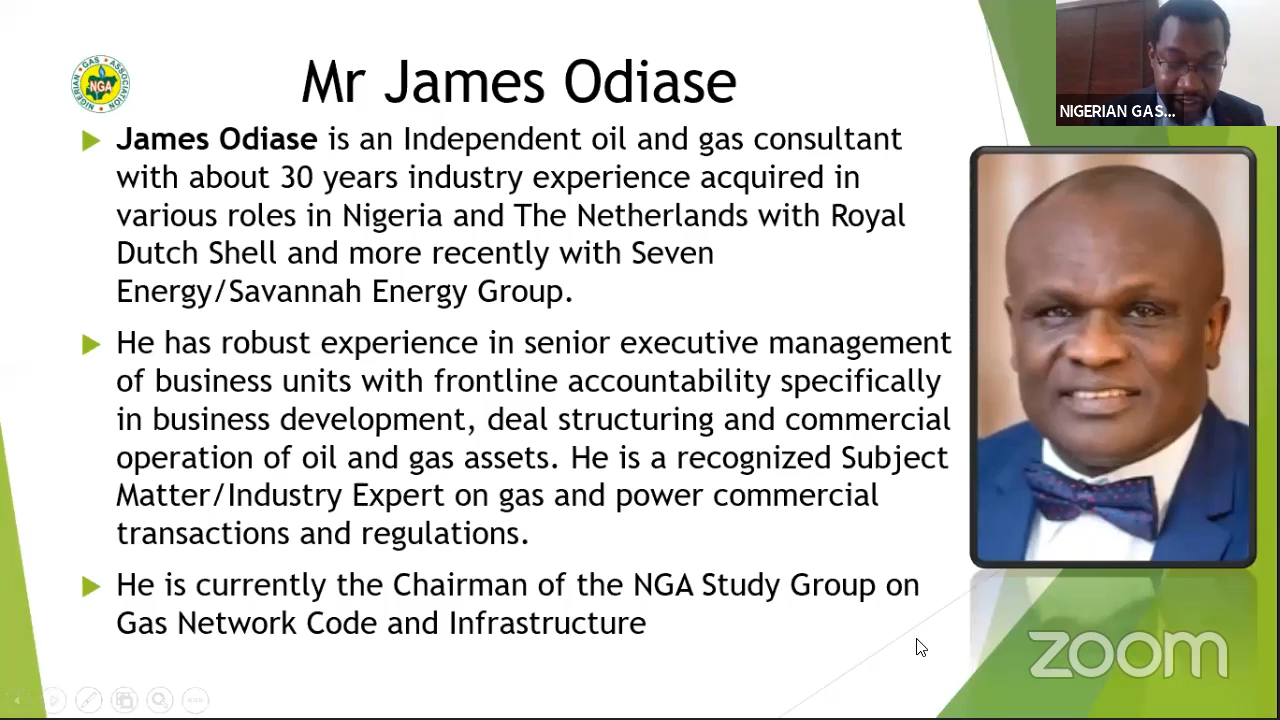 Mr James Odiase
NIGERIAN GAS ASSOCIATION
NGA
NIGERIAN GAS...
James Odiase is an Independent oil and gas consultant
with about 30 years industry experience acquired in
various roles in Nigeria and The Netherlands with Royal
Dutch Shell and more recently with Seven
Energy/Savannah Energy Group.
He has robust experience in senior executive management
of business units with frontline accountability specifically
in business development, deal structuring and commercial
operation of oil and gas assets. He is a recognized Subject
Matter/Industry Expert on gas and power commercial
transactions and regulations.
He is currently the Chairman of the NGA Study Group on
Gas Network Code and Infrastructure
zoom